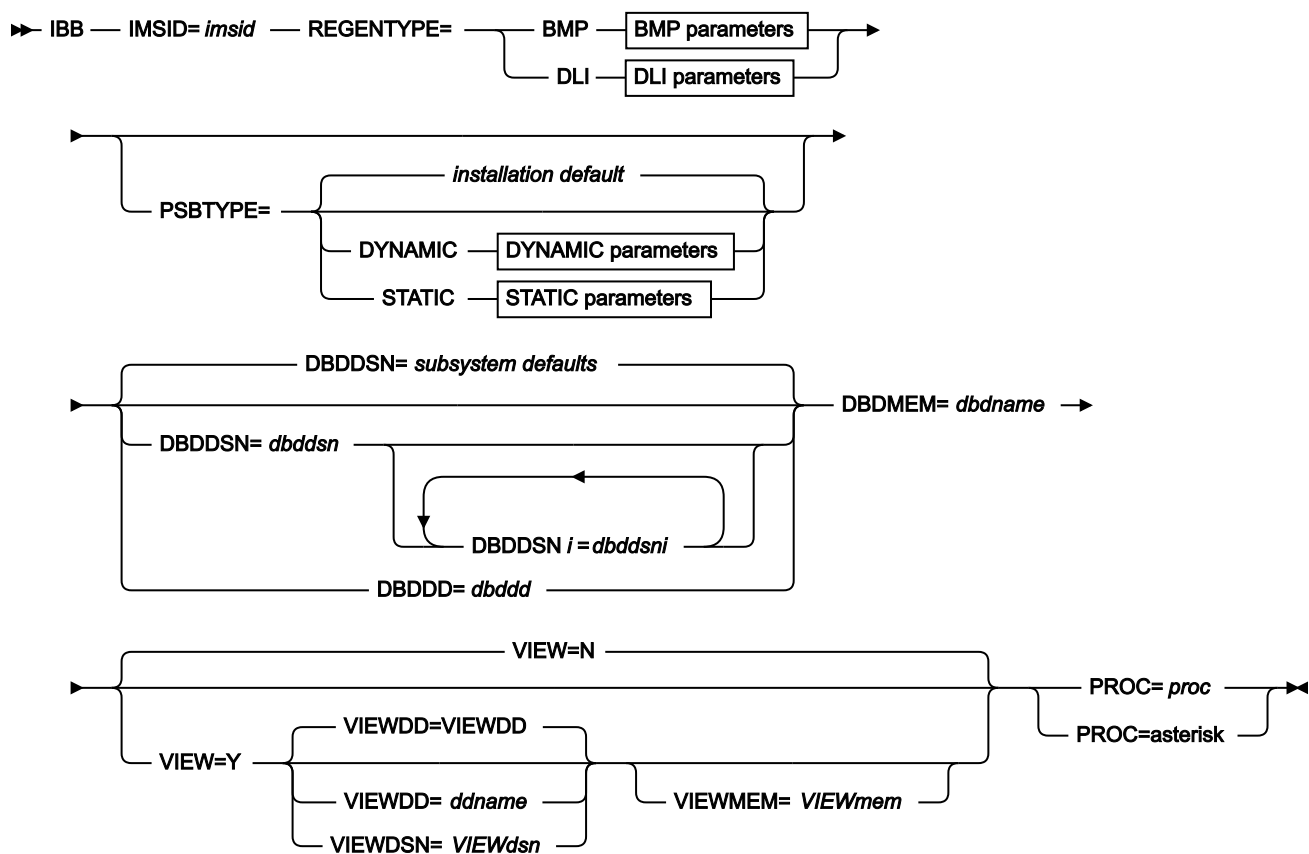 IBB IMSID= imsid REGENTYPE= BMP BMP parameters
DLI DLI parameters
installation default
PSBTYPE=
DYNAMIC DYNAMIC parameters
STATIC STATIC parameters
DBDDSN= subsystem defaults
DBDMEM= dbdname
DBDDSN= dbddsn
DBDDSN i =dbddsni
DBDDD= dbddd
VIEW=N
PROC= proc
VIEWDD=VIEWDD
PROC=asterisk
VIEW=Y
VIEWDD= ddname
VIEWMEM= VIEWmem
VIEWDSN= VIEWdsn